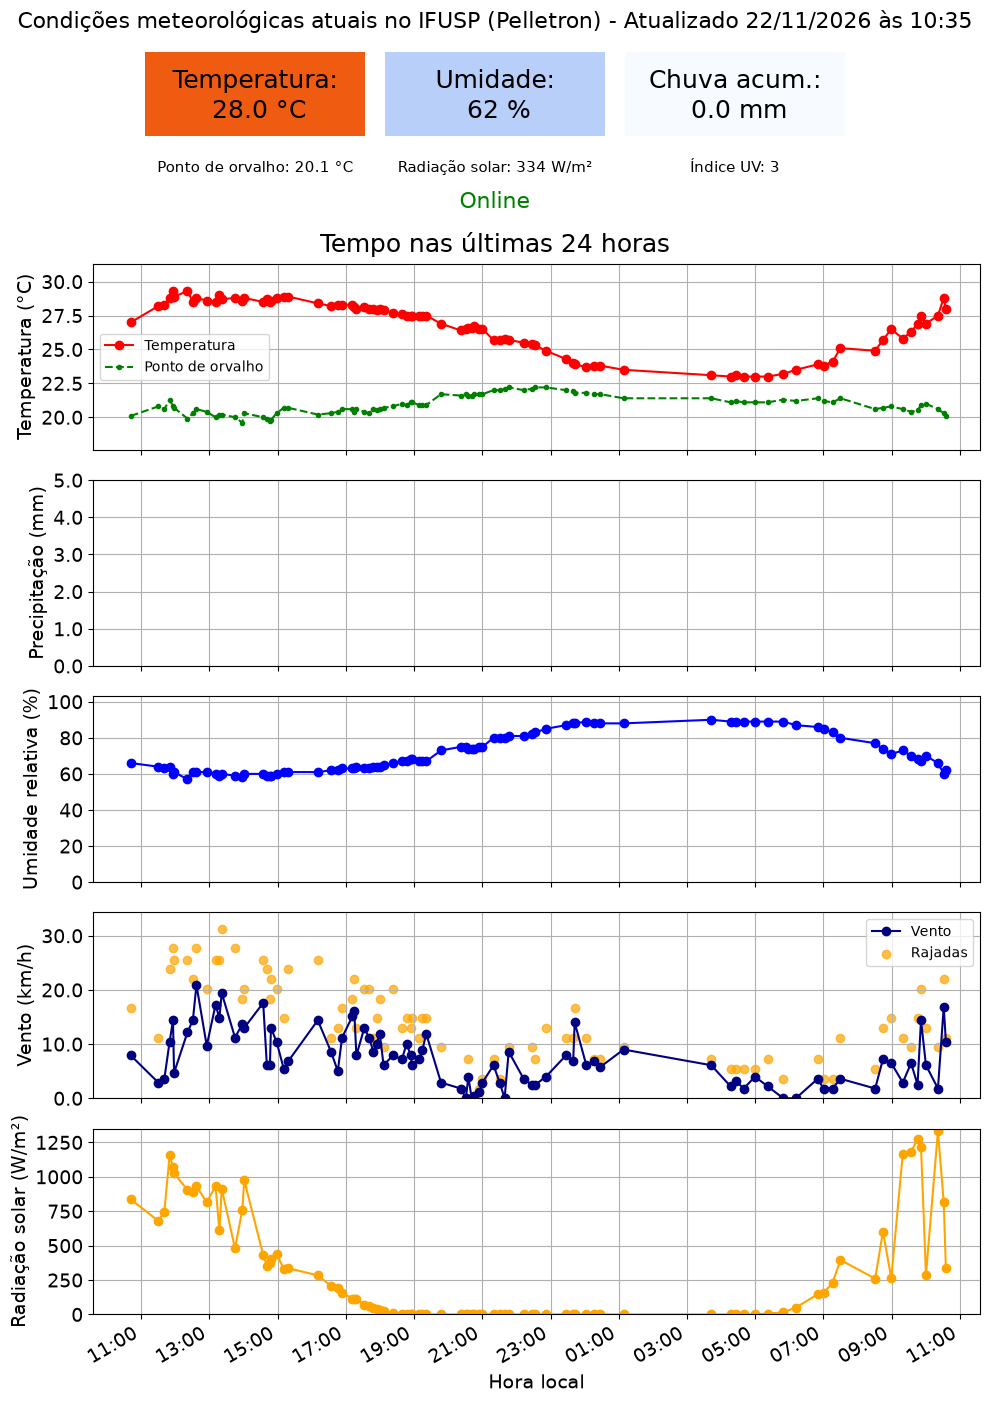 Condições meteorológicas atuais no IFUSP (Pelletron) - Atualizado 22/11/2026 às 10:35
Temperatura:
28.0 °C
Umidade:
62 %
Chuva acum.:
0.0 mm
Ponto de orvalho: 20.1 °C
Radiação solar: 334 W/m²
Índice UV: 3
Online
Tempo nas últimas 24 horas
Temperatura (°C)
30.0
27.5
25.0
22.5
20.0
Temperatura
Ponto de orvalho
Precipitação (mm)
5.0
4.0
3.0
2.0
1.0
0.0
Umidade relativa (%)
100
80
60
40
20
0
Vento (km/h)
30.0
20.0
10.0
0.0
Vento
Rajadas
Radiação solar (W/m²)
1250
1000
750
500
250
0
11:00
13:00
15:00
17:00
19:00
21:00
23:00
01:00
03:00
05:00
07:00
09:00
11:00
Hora local